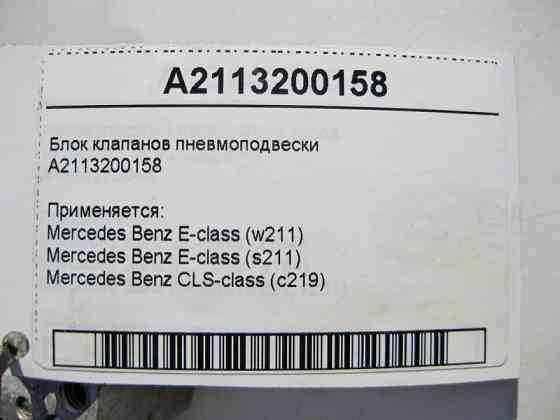 A2113200158
Блок клапанов пневмоподвески
A2113200158
Применяется:
Mercedes Benz E-class (w211)
Mercedes Benz E-class (s211)
Mercedes Benz CLS-class (c219)